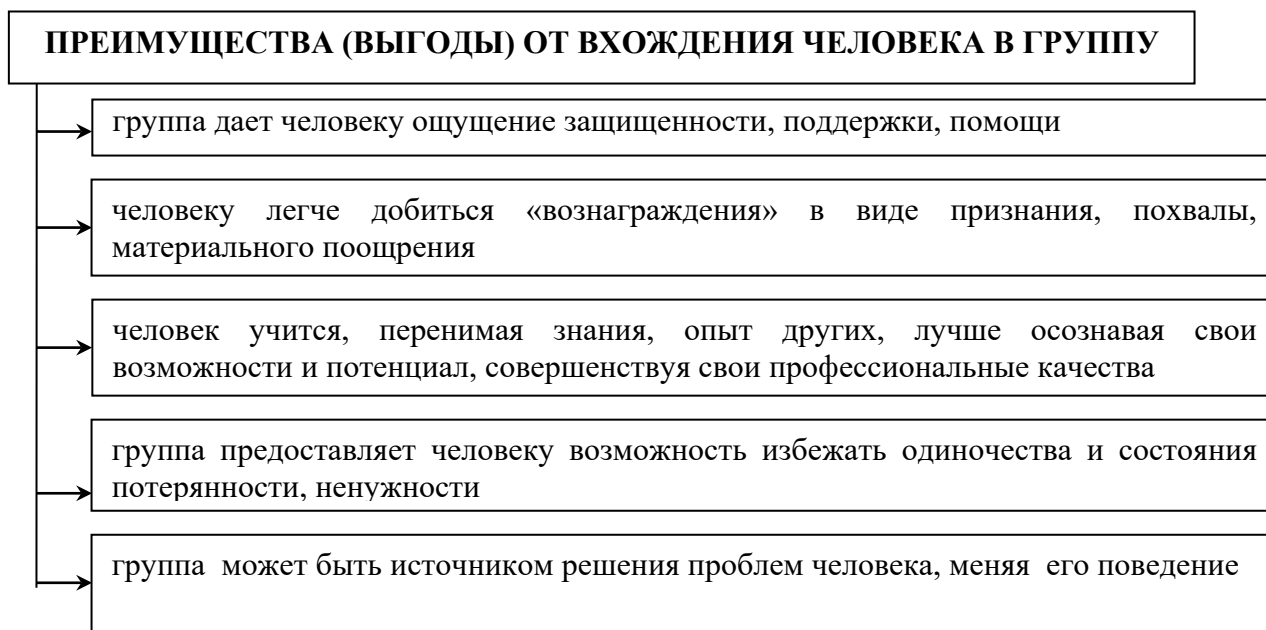 ПРЕИМУЩЕСТВА (ВЫГОДЫ) ОТ ВХОЖДЕНИЯ ЧЕЛОВЕКА В ГРУППУ
группа дает человеку ощущение защищенности, поддержки, помощи
человеку легче добиться «вознаграждения» в виде признания, похвалы,
материального поощрения
человек учится, перенимая знания, опыт других, лучше осознавая свои
возможности и потенциал, совершенствуя свои профессиональные качества
группа предоставляет человеку возможность избежать одиночества и состояния
потерянности, ненужности
группа может быть источником решения проблем человека, меняя его поведение